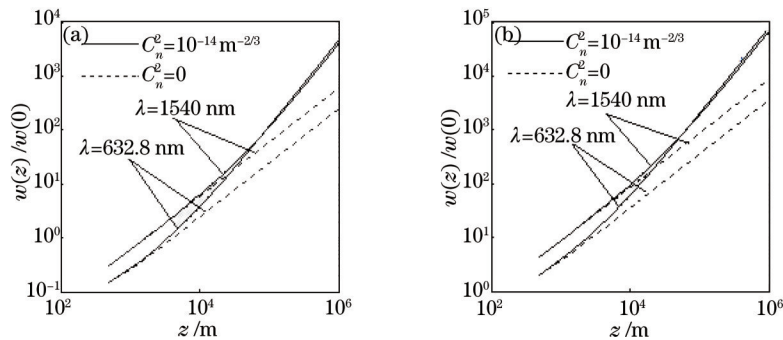 (a)
C_n^2=10^-14 m^-2/3
C_n^2=0
λ=1540 nm
λ=632.8 nm
w(z)/w(0)
10^4
10^3
10^2
10^1
10^0
10^-1
10^2 10^4 10^6
z/m
(b)
C_n^2=10^-14 m^-2/3
C_n^2=0
λ=1540 nm
λ=632.8 nm
w(z)/w(0)
10^5
10^4
10^3
10^2
10^1
10^0
10^2 10^4 10^6
z/m